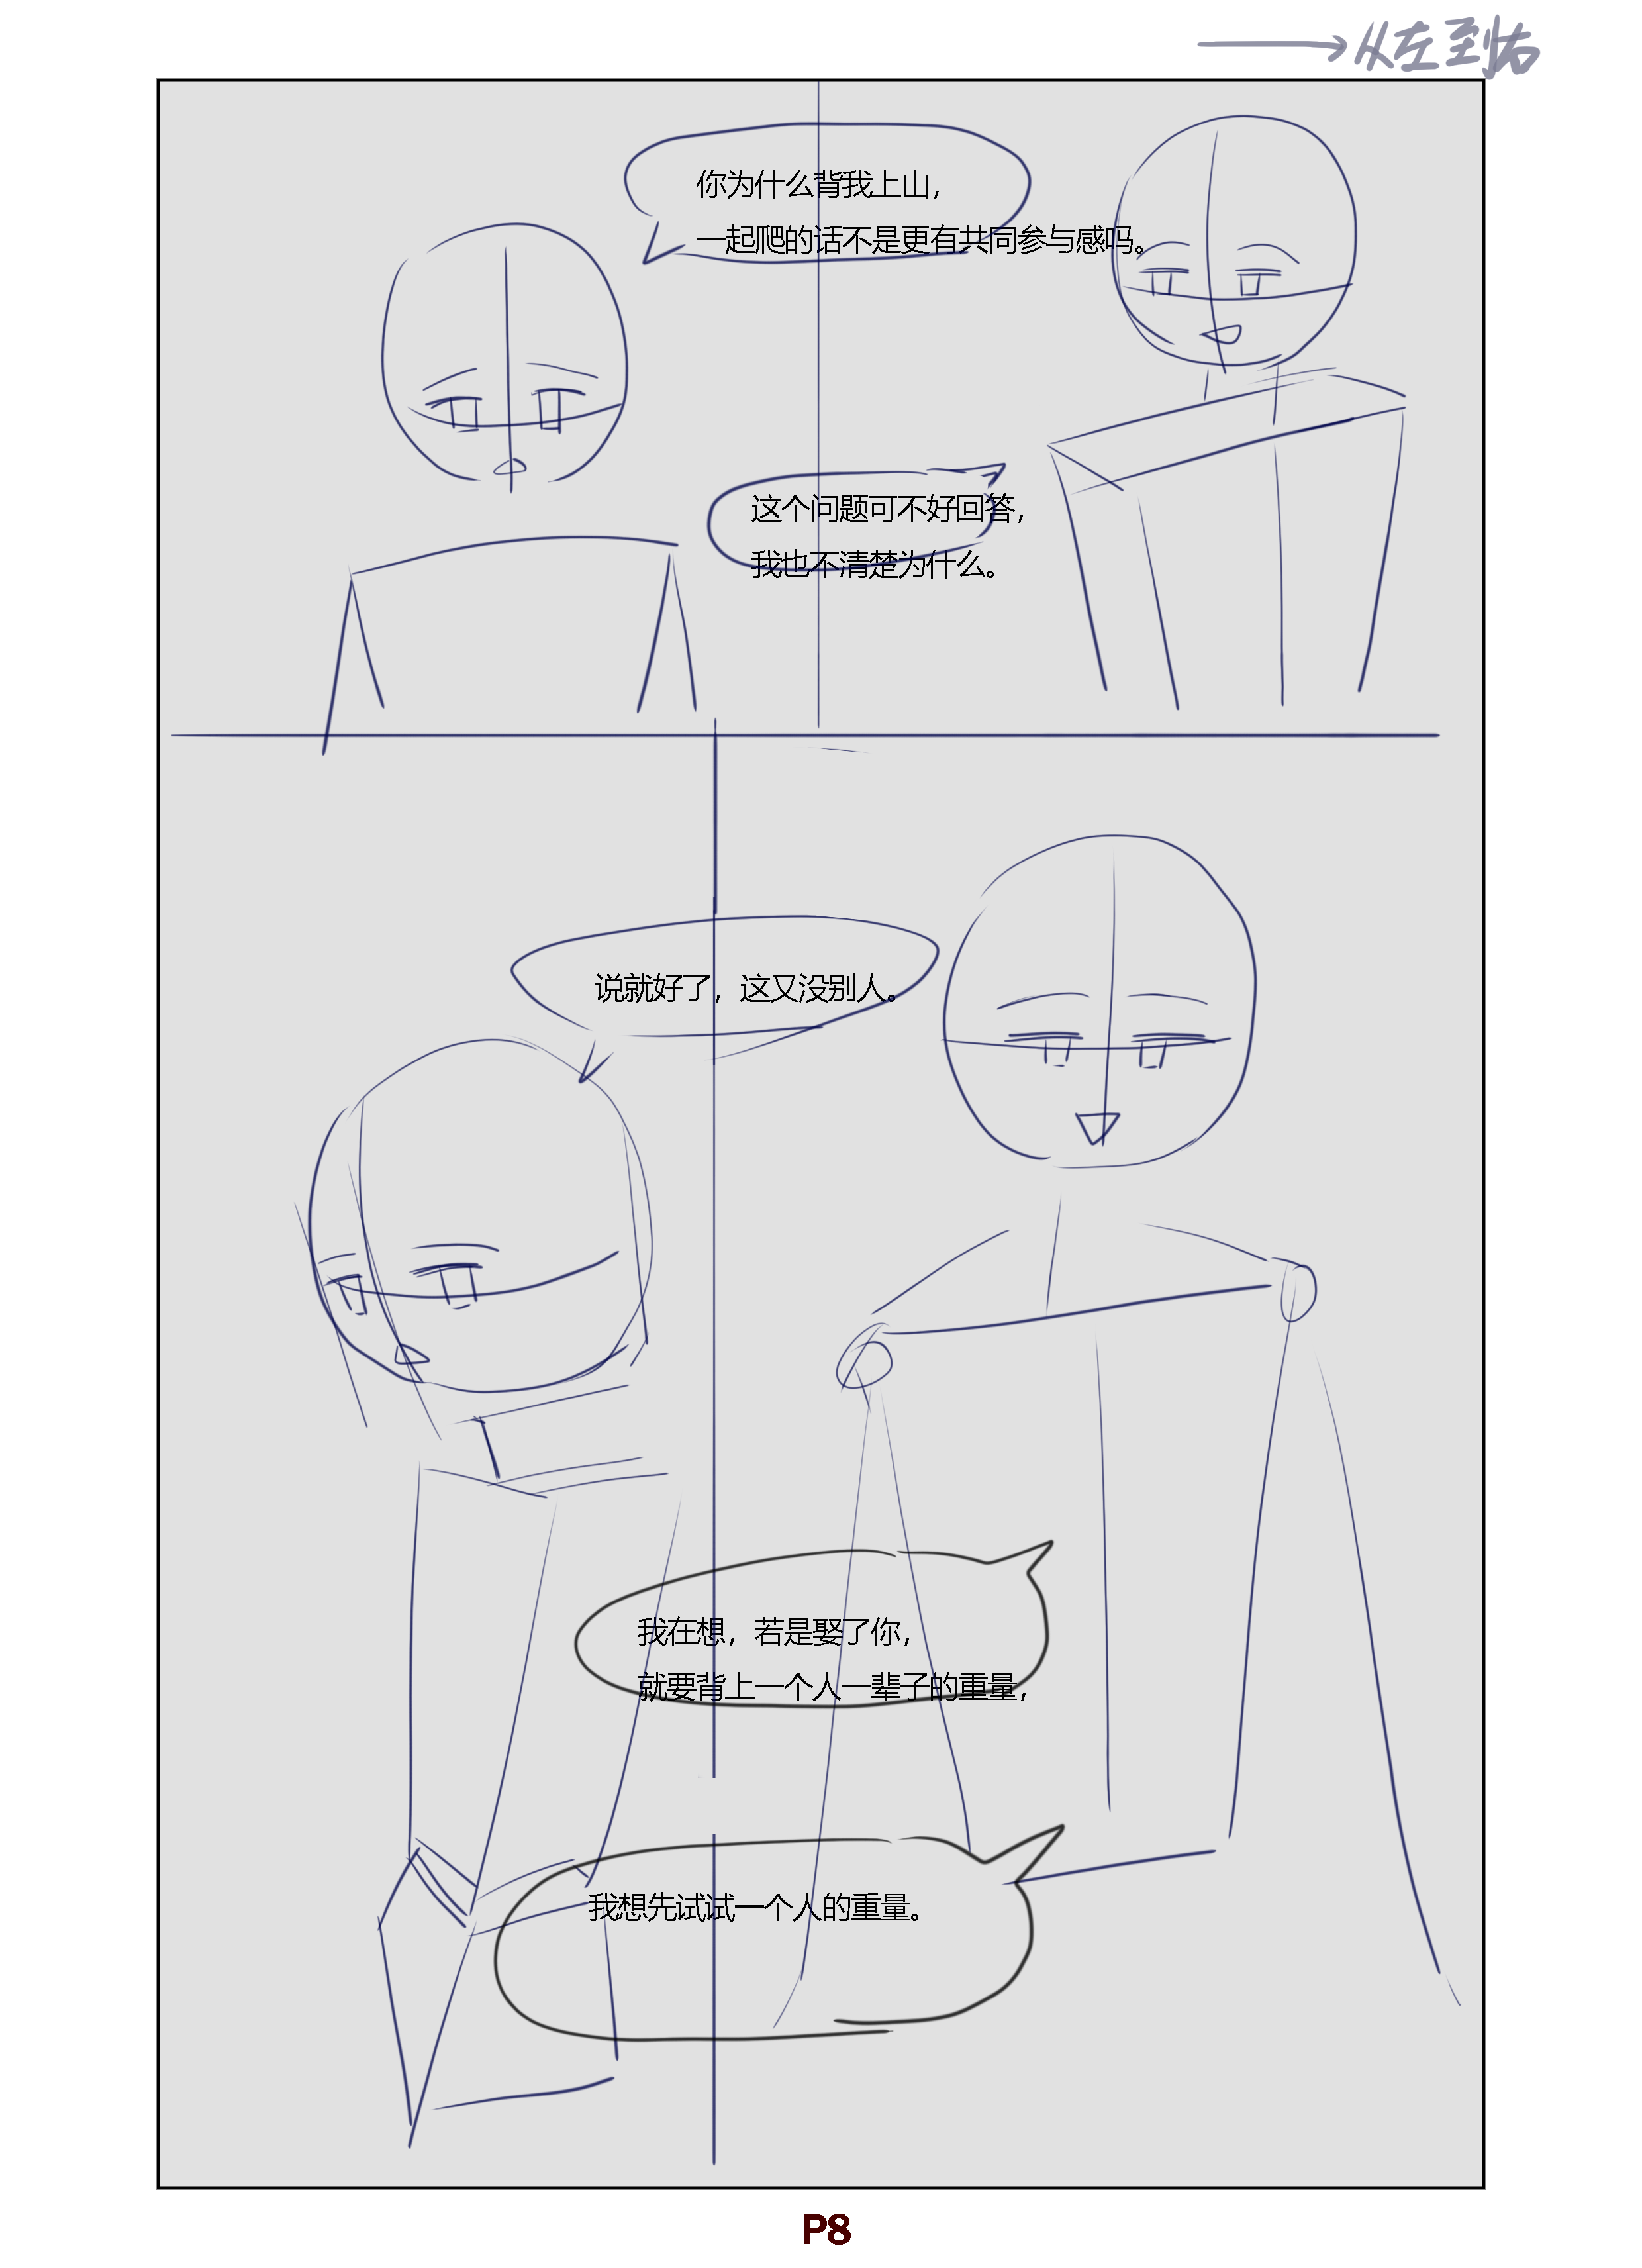 从左到右
你为什么背我上山，
一起爬的话不是更有共同参与感吗。
这个问题可不好回答，
我也不清楚为什么。
说就好了，这又没别人。
我在想，若是娶了你，
就要背上一个人一辈子的重量，
我想先试试一个人的重量。
P8